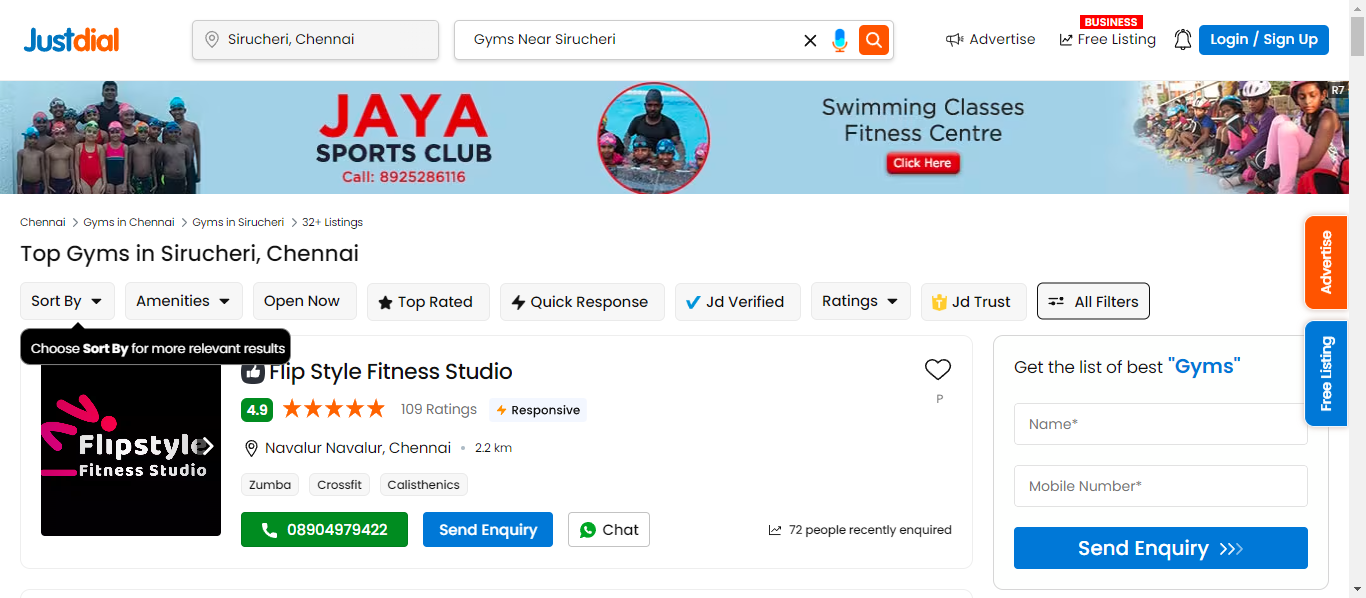 Justdial
Sirucheri, Chennai
Gyms Near Sirucheri
Advertise
BUSINESS
Free Listing
Login / Sign Up
JAYA
SPORTS CLUB
Call: 8925286116
Swimming Classes
Fitness Centre
Click Here
R7
Chennai > Gyms in Chennai > Gyms in Sirucheri > 32+ Listings
Top Gyms in Sirucheri, Chennai
Sort By
Amenities
Open Now
Top Rated
Quick Response
Jd Verified
Ratings
Jd Trust
All Filters
Choose Sort By for more relevant results
Flipstyle
Fitness Studio
Flip Style Fitness Studio
P
4.9
109 Ratings
Responsive
Navalur Navalur, Chennai • 2.2 km
Zumba
Crossfit
Calisthenics
08904979422
Send Enquiry
Chat
72 people recently enquired
Get the list of best "Gyms"
Name*
Mobile Number*
Send Enquiry
Advertise
Free Listing